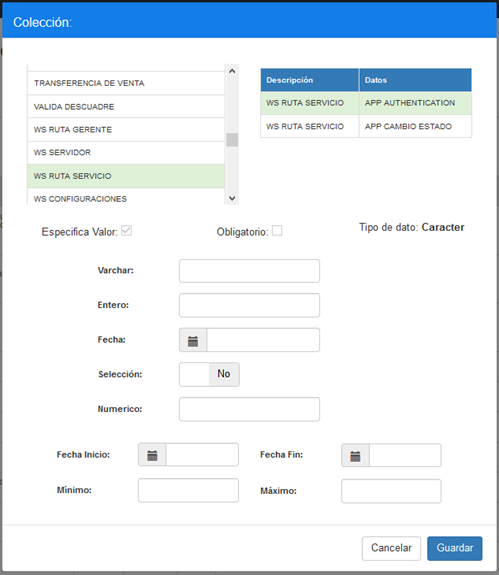 Colección:
TRANSFERENCIA DE VENTA
VALIDA DESCUADRE
WS RUTA GERENTE
WS SERVIDOR
WS RUTA SERVICIO
WS CONFIGURACIONES
Descripción Datos
WS RUTA SERVICIO APP AUTHENTICATION
WS RUTA SERVICIO APP CAMBIO ESTADO
Especifica Valor: Obligatorio: Tipo de dato: Caracter
Varchar:
Entero:
Fecha:
Selección: No
Numerico:
Fecha Inicio: Fecha Fin:
Mínimo: Máximo:
Cancelar Guardar